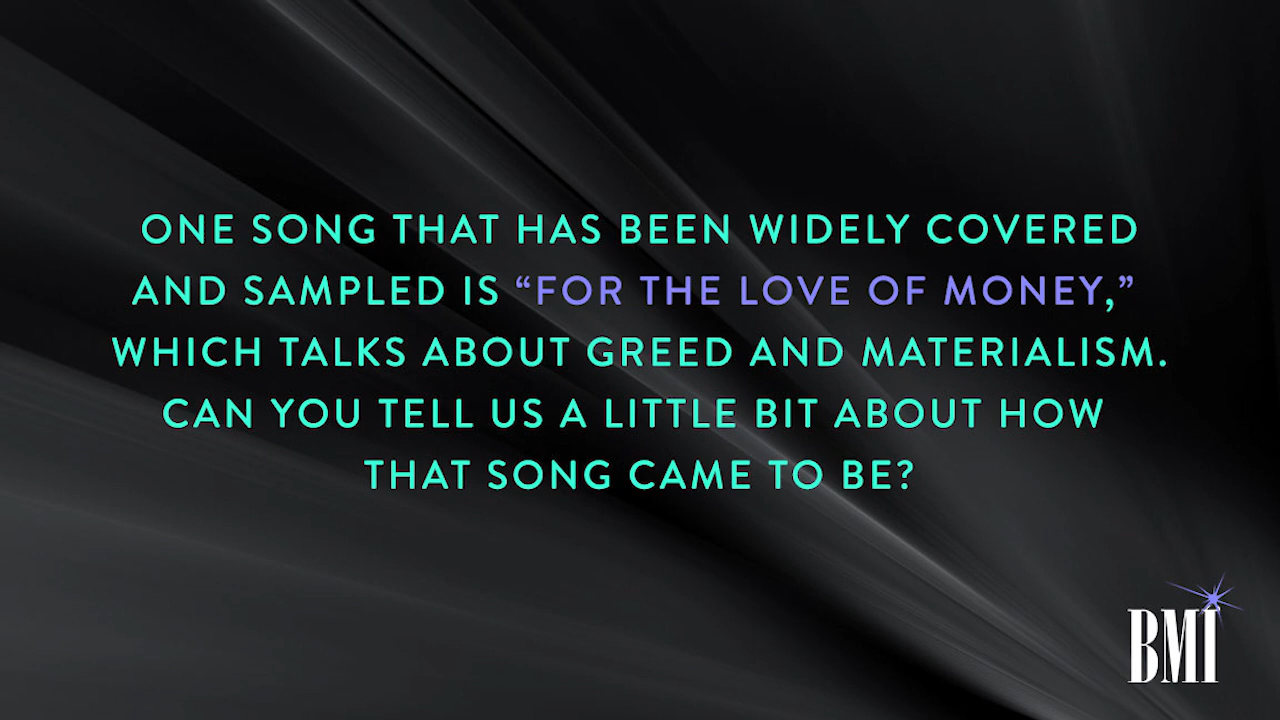 ONE SONG THAT HAS BEEN WIDELY COVERED
AND SAMPLED IS “FOR THE LOVE OF MONEY,”
WHICH TALKS ABOUT GREED AND MATERIALISM.
CAN YOU TELL US A LITTLE BIT ABOUT HOW
THAT SONG CAME TO BE?
BMI